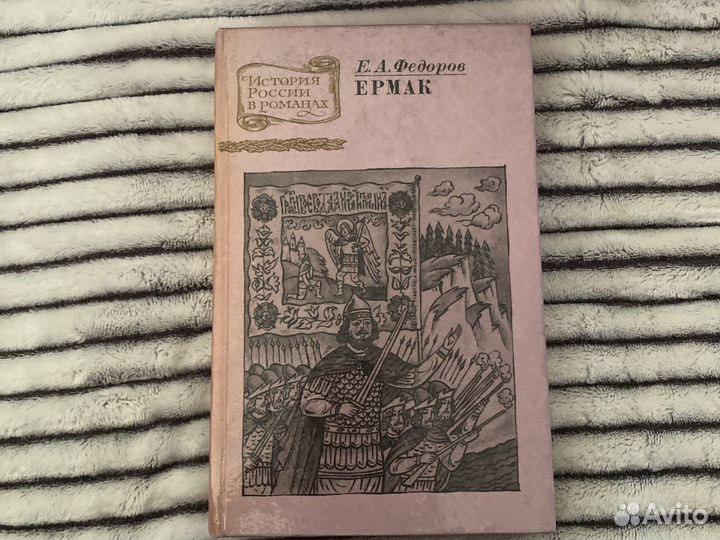 История
России
в романах
Е.А.Федоров
ЕРМАК
Avito